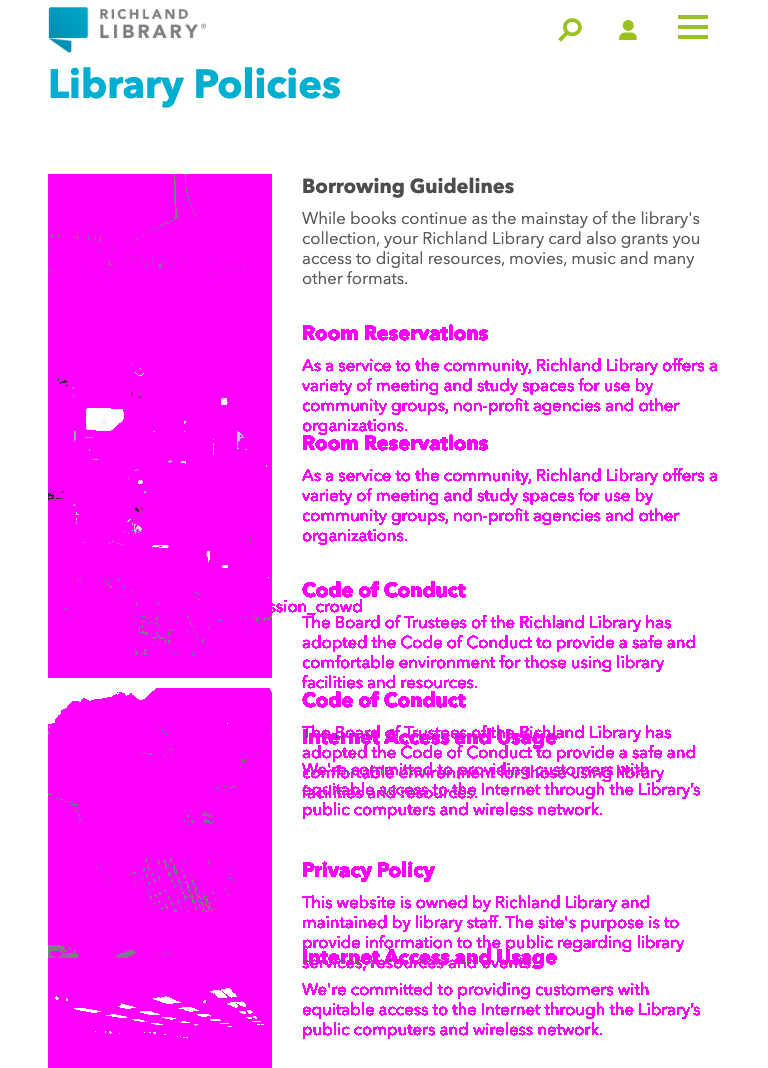 RICHLAND
LIBRARY®
Library Policies
Borrowing Guidelines
While books continue as the mainstay of the library's
collection, your Richland Library card also grants you
access to digital resources, movies, music and many
other formats.
Room Reservations
As a service to the community, Richland Library offers a
variety of meeting and study spaces for use by
community groups, non-profit agencies and other
organizations.
Room Reservations
As a service to the community, Richland Library offers a
variety of meeting and study spaces for use by
community groups, non-profit agencies and other
organizations.
Code of Conduct
ssion_crowd
The Board of Trustees of the Richland Library has
adopted the Code of Conduct to provide a safe and
comfortable environment for those using library
facilities and resources.
Code of Conduct
The Board of Trustees of the Richland Library has
Internet Access and Usage
adopted the Code of Conduct to provide a safe and
We're committed to providing customers with
comfortable environment for those using library
equitable access to the Internet through the Library's
facilities and resources.
public computers and wireless network.
Privacy Policy
This website is owned by Richland Library and
maintained by library staff. The site's purpose is to
provide information to the public regarding library
Internet Access and Usage
services, resources and events.
We're committed to providing customers with
equitable access to the Internet through the Library's
public computers and wireless network.